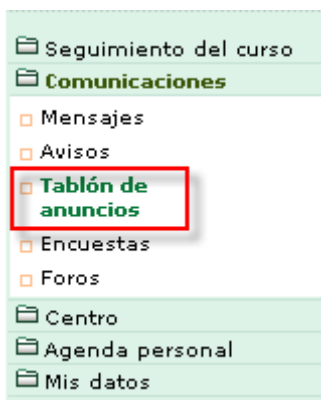 Seguimiento del curso
Comunicaciones
Mensajes
Avisos
Tablón de
anuncios
Encuestas
Foros
Centro
Agenda personal
Mis datos